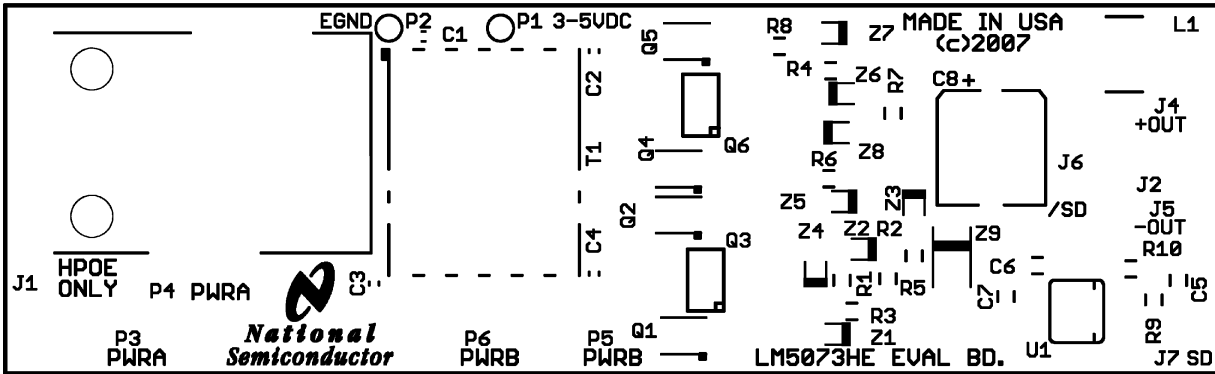 EGND P2 C1 P1 3-5VDC
Q5
R8
Z7
MADE IN USA
(c)2007
L1
R4
Z6
R7
C8+
C2
J4
+OUT
T1
Q4
Q6
R6
Z8
J6
J2
Z5
Z3
/SD
J5
-OUT
Q2
C4
Q3
Z4
Z2 R2
Z9
R10
J1
HPOE
ONLY
P4 PWRA
C3
C6
R1
R5
C7
C5
National
Semiconductor
P3
PWRA
P6
PWRB
P5
PWRB
Q1
R3
Z1
LM5073HE EVAL BD.
U1
R9
J7 SD